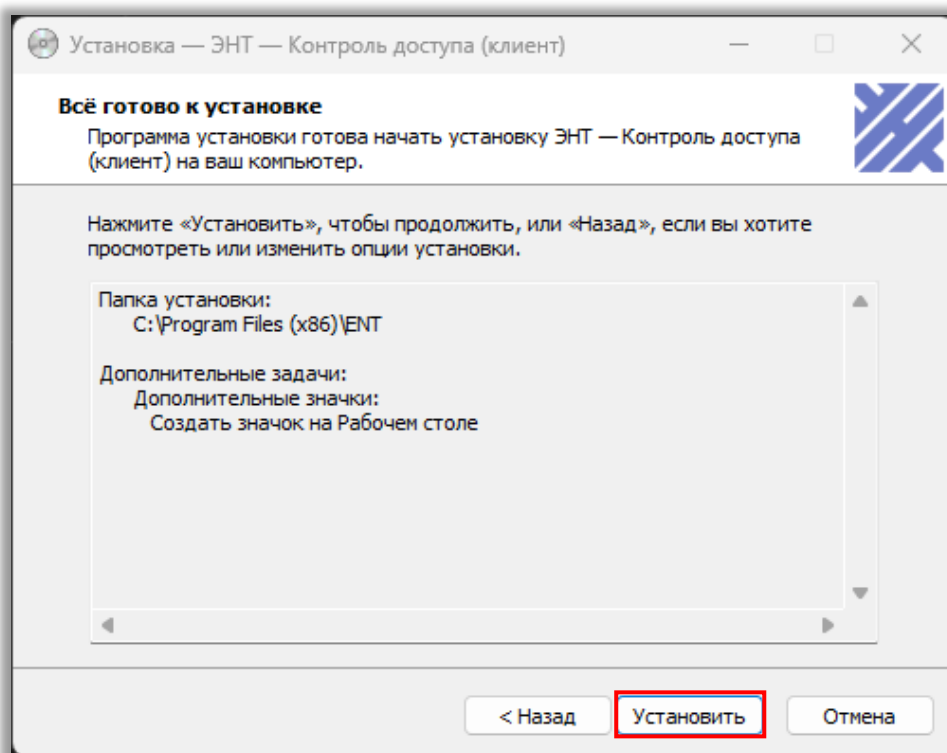 Установка — ЭНТ — Контроль доступа (клиент)
Всё готово к установке
Программа установки готова начать установку ЭНТ — Контроль доступа
(клиент) на ваш компьютер.
Нажмите «Установить», чтобы продолжить, или «Назад», если вы хотите
просмотреть или изменить опции установки.
Папка установки:
C:\Program Files (x86)\ENT
Дополнительные задачи:
Дополнительные значки:
Создать значок на Рабочем столе
< Назад
Установить
Отмена